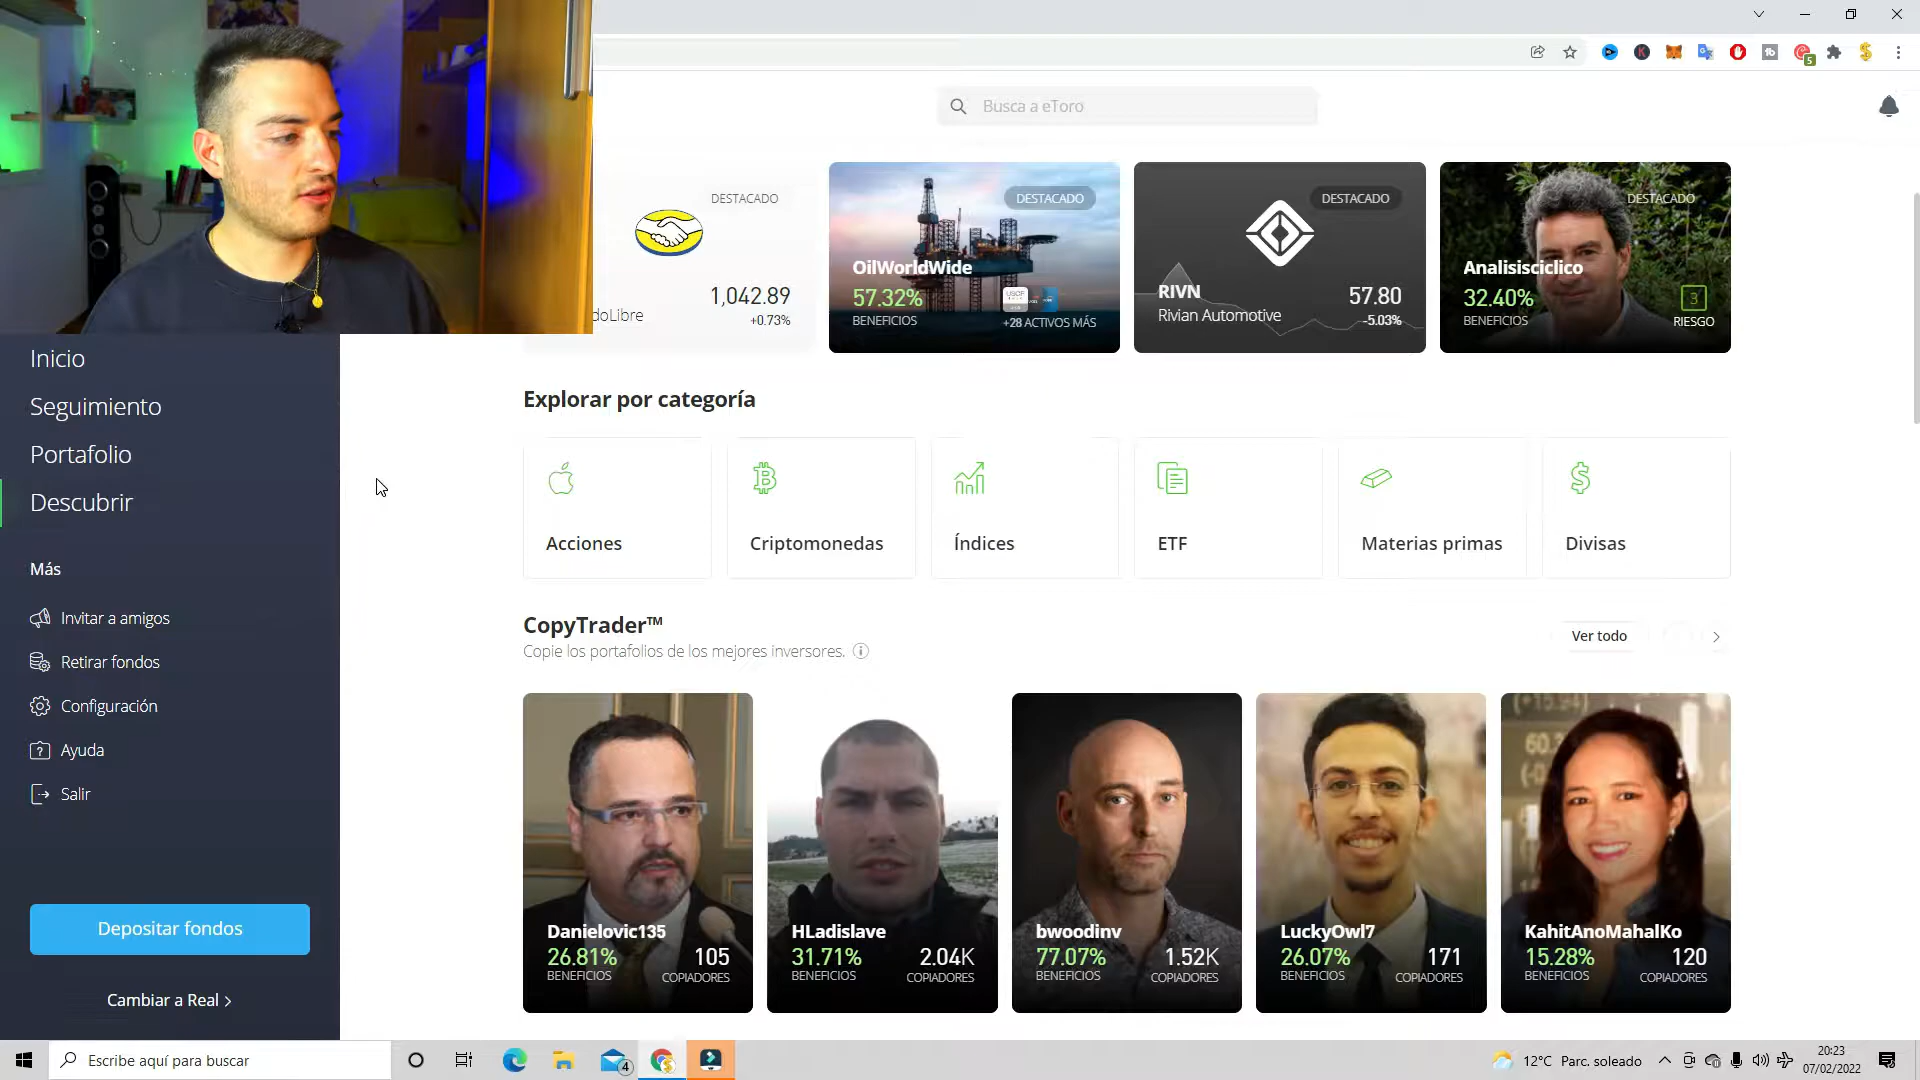 Busca a eToro
DESTACADO
1,042.89
doLibre
+0.73%
DESTACADO
OilWorldWide
57.32%
BENEFICIOS
+28 ACTIVOS MÁS
DESTACADO
RIVN
57.80
Rivian Automotive
-5.03%
DESTACADO
Analisisciclico
32.40%
3
BENEFICIOS
RIESGO
Inicio
Seguimiento
Portafolio
Descubrir
Más
Invitar a amigos
Retirar fondos
Configuración
Ayuda
Salir
Depositar fondos
Cambiar a Real >
Explorar por categoría
Acciones
Criptomonedas
Índices
ETF
Materias primas
Divisas
CopyTrader™
Ver todo
Copie los portafolios de los mejores inversores.
Danielovic135
26.81%
105
BENEFICIOS
COPIADORES
HLadislave
31.71%
2.04K
BENEFICIOS
COPIADORES
bwoodinv
77.07%
1.52K
BENEFICIOS
COPIADORES
LuckyOwl7
26.07%
171
BENEFICIOS
COPIADORES
KahitAnoMahalKo
15.28%
120
BENEFICIOS
COPIADORES
Escribe aquí para buscar
4
12°C Parc. soleado
20:23
07/02/2022